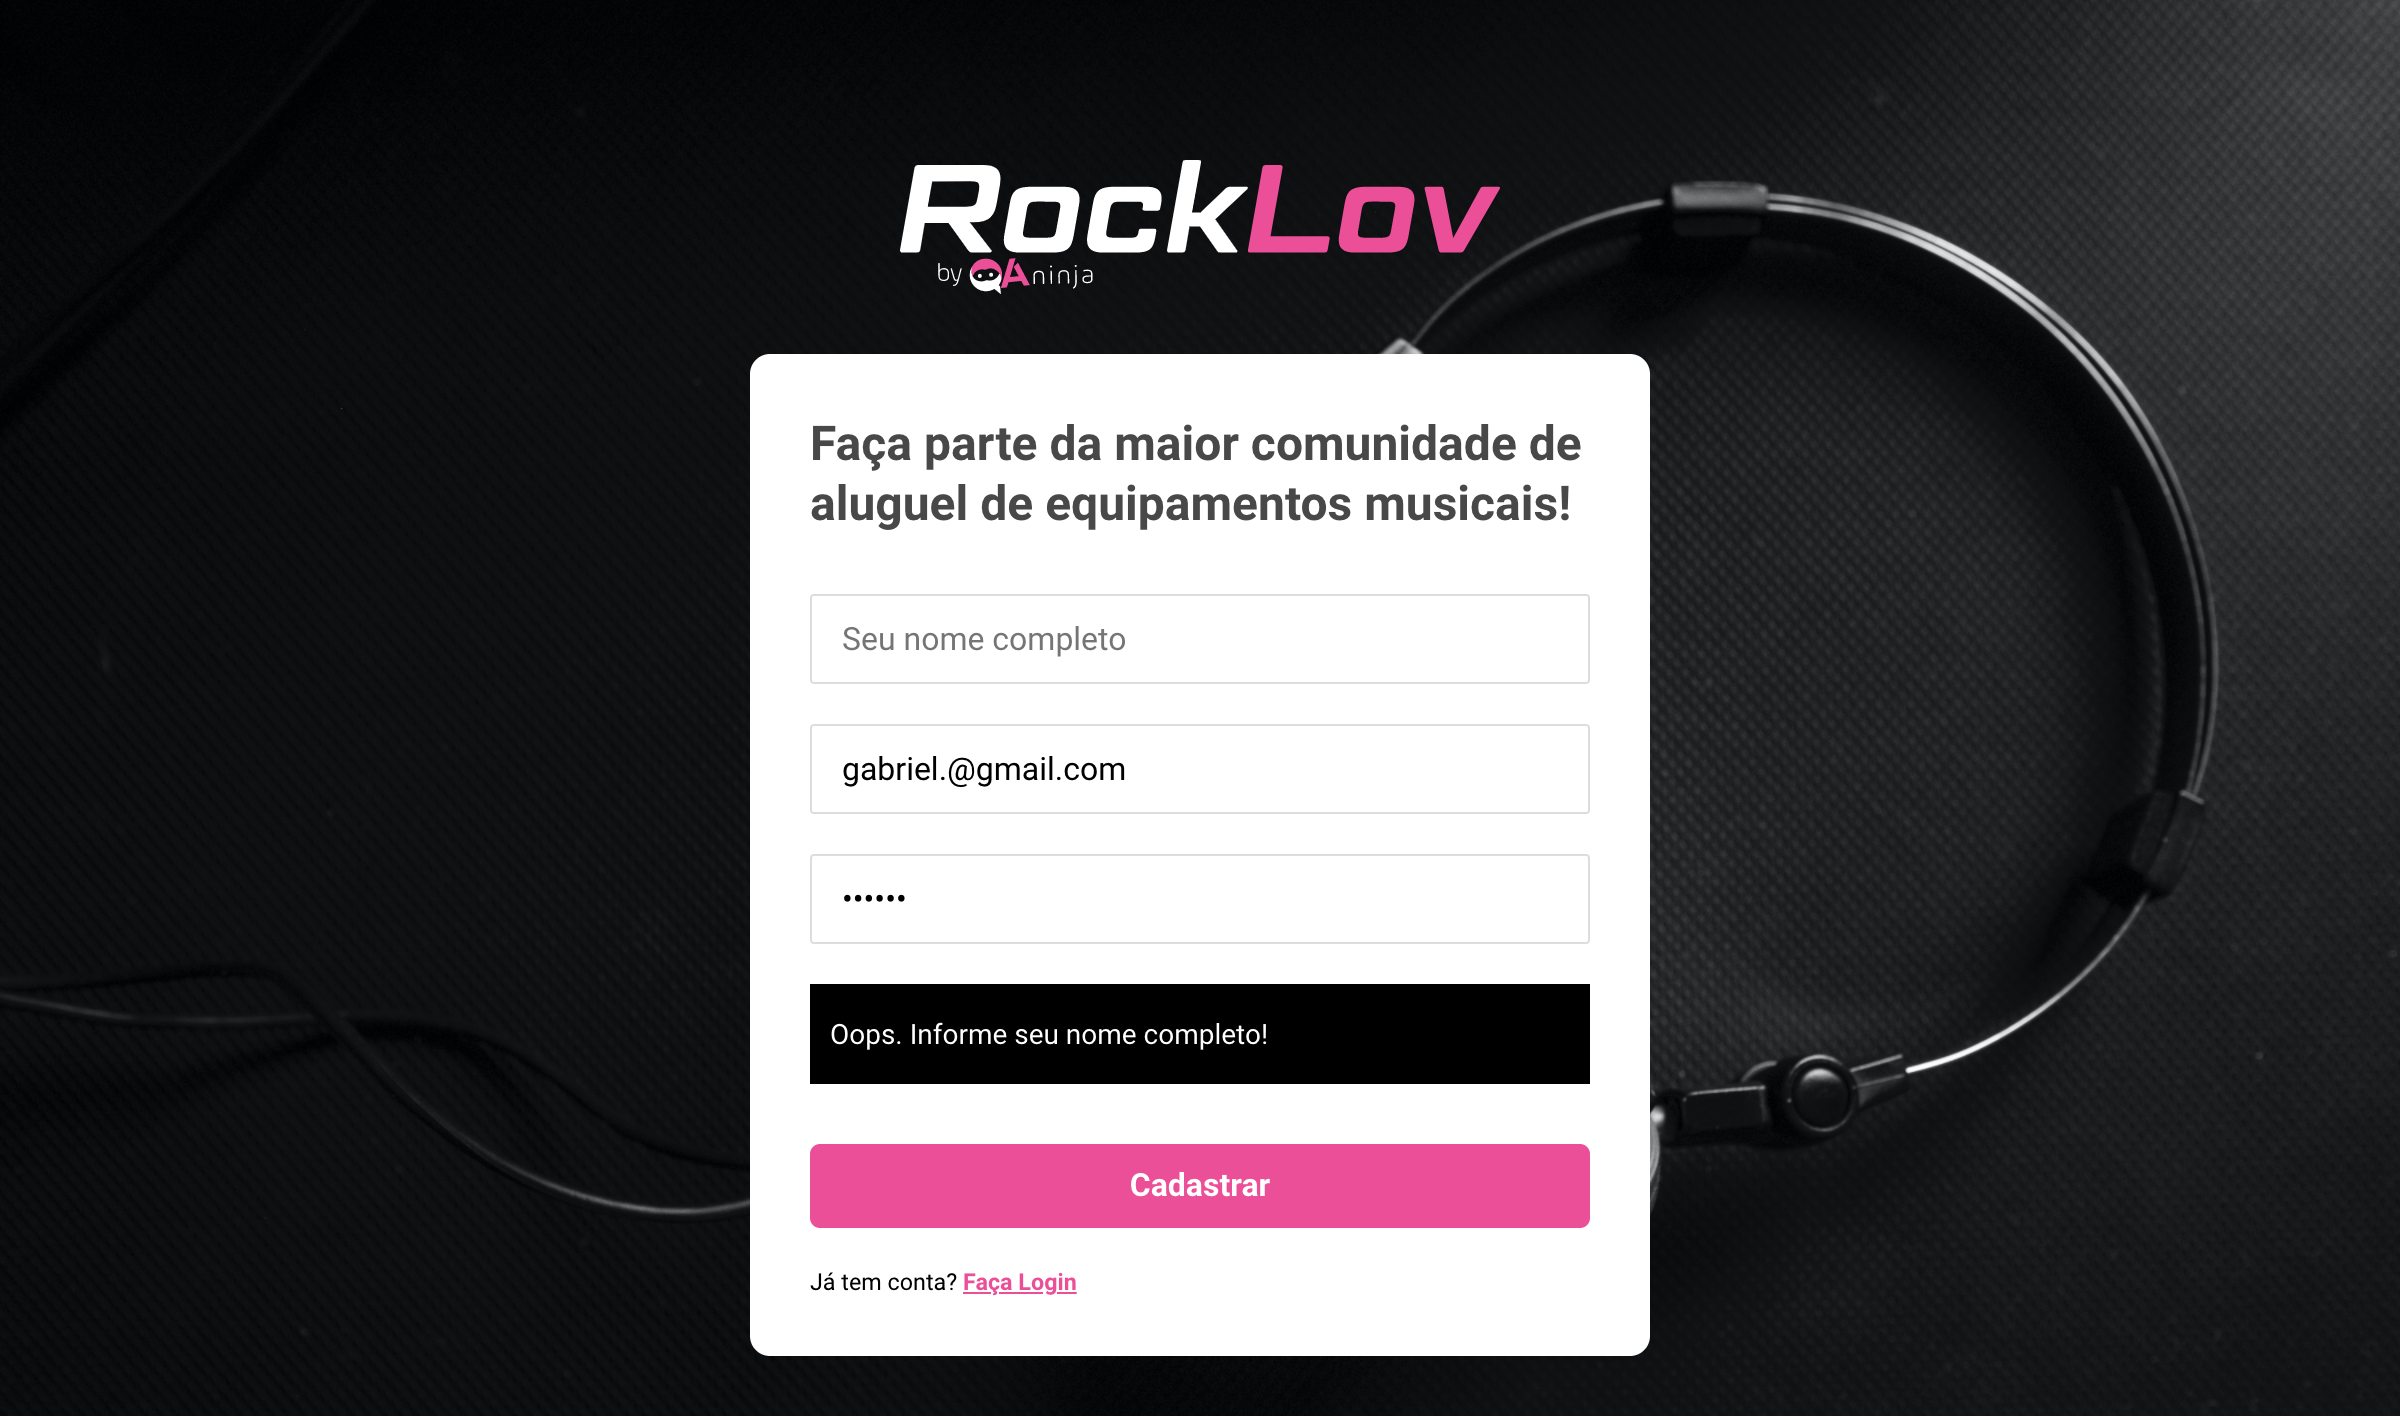 RockLov
by QAninja
Faça parte da maior comunidade de
aluguel de equipamentos musicais!
Seu nome completo
gabriel.@gmail.com
••••••
Oops. Informe seu nome completo!
Cadastrar
Já tem conta? Faça Login